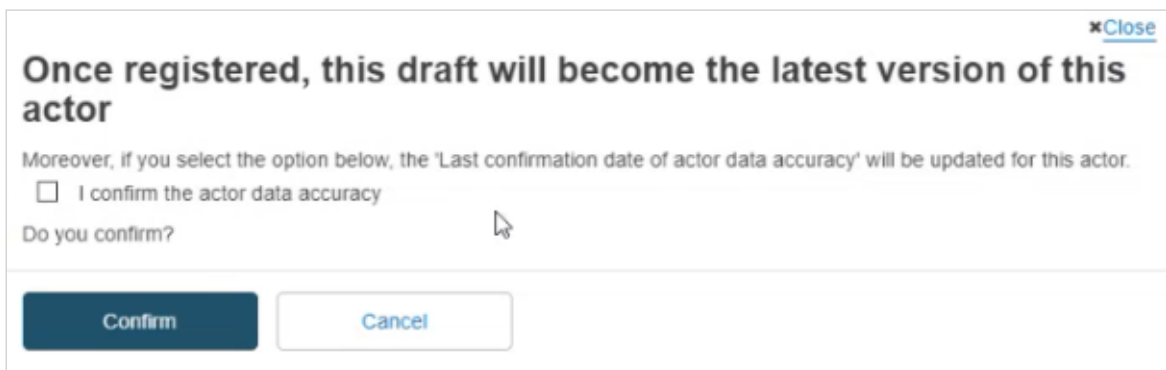 ×Close
Once registered, this draft will become the latest version of this
actor
Moreover, if you select the option below, the 'Last confirmation date of actor data accuracy' will be updated for this actor.
I confirm the actor data accuracy
Do you confirm?
Confirm
Cancel